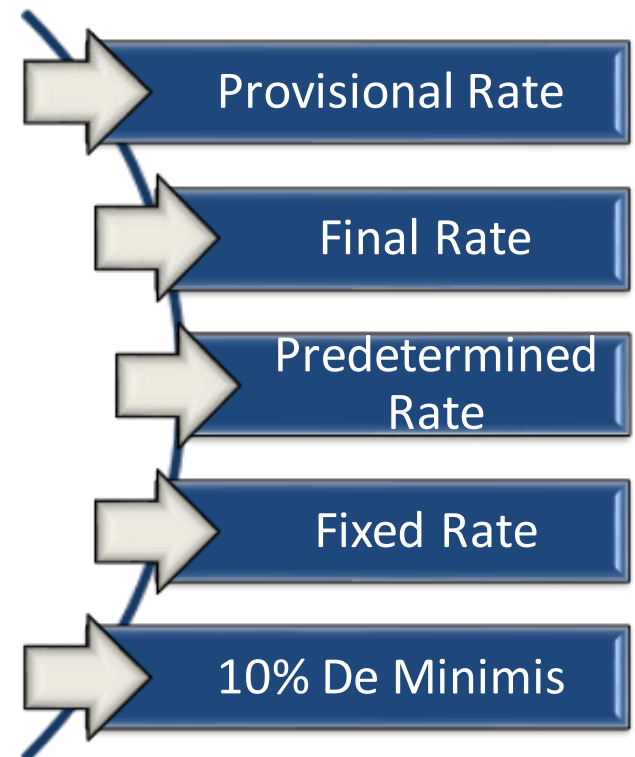 Provisional Rate
Final Rate
Predetermined
Rate
Fixed Rate
10% De Minimis